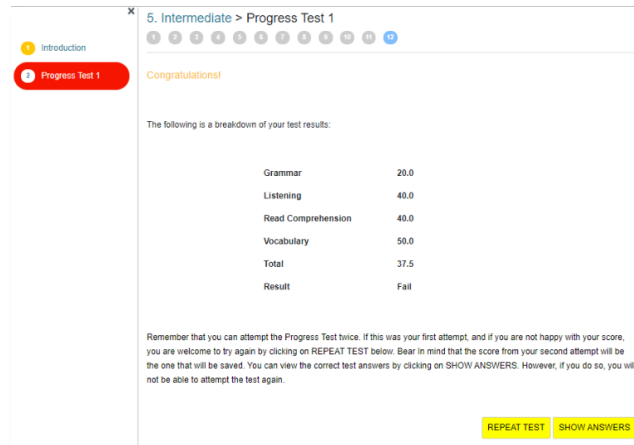 ×
5. Intermediate > Progress Test 1
1 2 3 4 5 6 7 8 9 10 11 12
1 Introduction
2 Progress Test 1
Congratulations!
The following is a breakdown of your test results:
Grammar 20.0
Listening 40.0
Read Comprehension 40.0
Vocabulary 50.0
Total 37.5
Result Fail
Remember that you can attempt the Progress Test twice. If this was your first attempt, and if you are not happy with your score,
you are welcome to try again by clicking on REPEAT TEST below. Bear in mind that the score from your second attempt will be
the one that will be saved. You can view the correct test answers by clicking on SHOW ANSWERS. However, if you do so, you will
not be able to attempt the test again.
REPEAT TEST SHOW ANSWERS